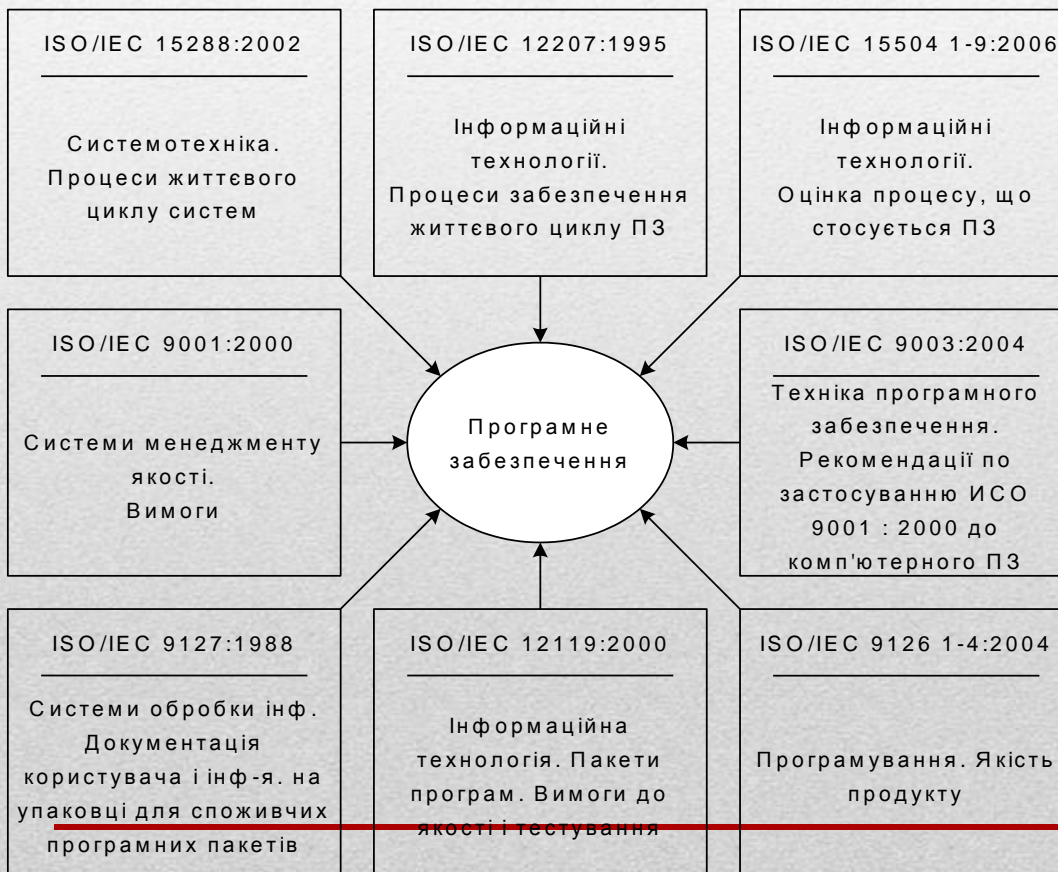 ISO/IEC 15288:2002
Системотехніка.
Процеси життєвого
циклу систем
ISO/IEC 12207:1995
Інформаційні
технології.
Процеси забезпечення
життєвого циклу ПЗ
ISO/IEC 15504 1-9:2006
Інформаційні
технології.
Оцінка процесу, що
стосується ПЗ
ISO/IEC 9001:2000
Системи менеджменту
якості.
Вимоги
Програмне
забезпечення
ISO/IEC 9003:2004
Техніка програмного
забезпечення.
Рекомендації по
застосуванню ИСО
9001 : 2000 до
комп'ютерного ПЗ
ISO/IEC 9127:1988
Системи обробки інф.
Документація
користувача і інф-я. на
упаковці для споживчих
програмних пакетів
ISO/IEC 12119:2000
Інформаційна
технологія. Пакети
програм. Вимоги до
якості і тестування
ISO/IEC 9126 1-4:2004
Програмування. Якість
продукту